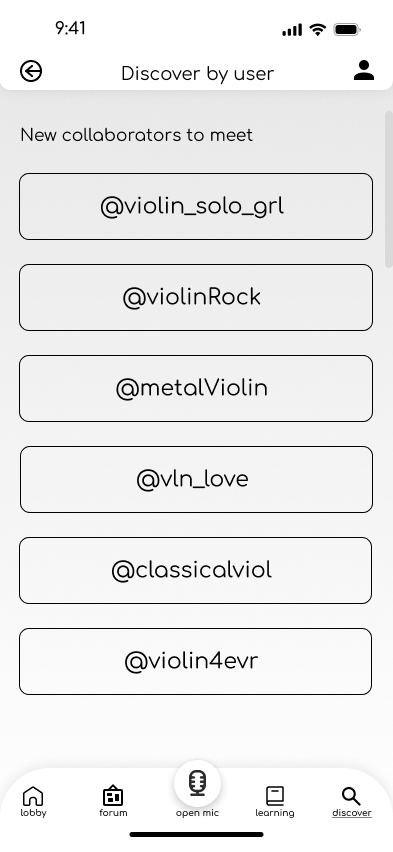 9:41
Discover by user
New collaborators to meet
@violin_solo_grl
@violinRock
@metalViolin
@vln_love
@classicalviol
@violin4evr
lobby
forum
open mic
learning
discover